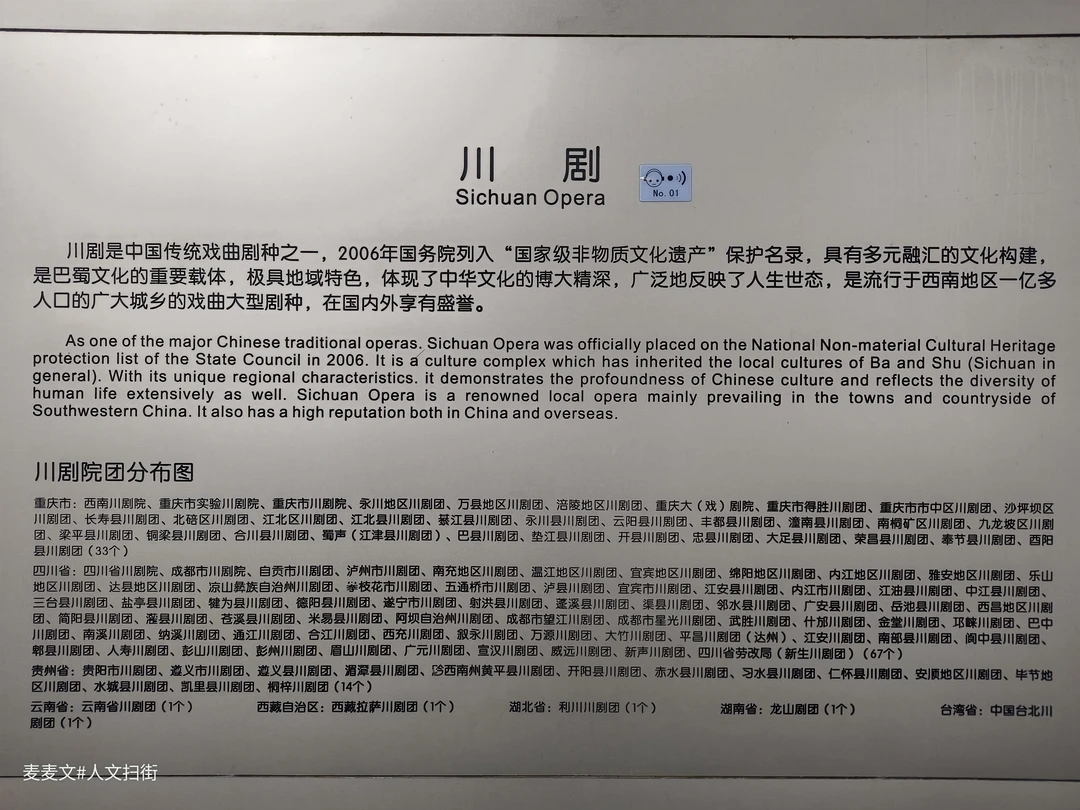 川 剧
Sichuan Opera
No. 01
川剧是中国传统戏曲剧种之一，2006年国务院列入“国家级非物质文化遗产”保护名录，具有多元融汇的文化构建，
是巴蜀文化的重要载体，极具地域特色，体现了中华文化的博大精深，广泛地反映了人生世态，是流行于西南地区一亿多
人口的广大城乡的戏曲大型剧种，在国内外享有盛誉。
As one of the major Chinese traditional operas. Sichuan Opera was officially placed on the National Non-material Cultural Heritage
protection list of the State Council in 2006. It is a culture complex which has inherited the local cultures of Ba and Shu (Sichuan in
general). With its unique regional characteristics. it demonstrates the profoundness of Chinese culture and reflects the diversity of
human life extensively as well. Sichuan Opera is a renowned local opera mainly prevailing in the towns and countryside of
Southwestern China. It also has a high reputation both in China and overseas.
川剧院团分布图
重庆市：西南川剧院、重庆市实验川剧院、重庆市川剧院、永川地区川剧团、万县地区川剧团、涪陵地区川剧团、重庆大（戏）剧院、重庆市得胜川剧团、重庆市市中区川剧团、沙坪坝区
川剧团、长寿县川剧团、北碚区川剧团、江北区川剧团、江北县川剧团、綦江县川剧团、永川县川剧团、云阳县川剧团、丰都县川剧团、潼南县川剧团、南桐矿区川剧团、九龙坡区川剧
团、梁平县川剧团、铜梁县川剧团、合川县川剧团、蜀声（江津县川剧团）、巴县川剧团、垫江县川剧团、开县川剧团、忠县川剧团、大足县川剧团、荣昌县川剧团、奉节县川剧团、酉阳
县川剧团（33个）
四川省：四川省川剧院、成都市川剧院、自贡市川剧团、泸州市川剧团、南充地区川剧团、温江地区川剧团、宜宾地区川剧团、绵阳地区川剧团、内江地区川剧团、雅安地区川剧团、乐山
地区川剧团、达县地区川剧团、凉山彝族自治州川剧团、攀枝花市川剧团、五通桥市川剧团、泸县川剧团、宜宾市川剧团、江安县川剧团、内江市川剧团、江油县川剧团、中江县川剧团、
三台县川剧团、盐亭县川剧团、犍为县川剧团、德阳县川剧团、遂宁市川剧团、射洪县川剧团、蓬溪县川剧团、渠县川剧团、邻水县川剧团、广安县川剧团、岳池县川剧团、西昌地区川剧
团、简阳县川剧团、灌县川剧团、苍溪县川剧团、米易县川剧团、阿坝自治州川剧团、成都市望江川剧团、成都市星光川剧团、武胜川剧团、什邡川剧团、金堂川剧团、邛崃川剧团、巴中
川剧团、南溪川剧团、纳溪川剧团、通江川剧团、合江川剧团、西充川剧团、叙永川剧团、万源川剧团、大竹川剧团、平昌川剧团（达州）、江安川剧团、南部县川剧团、阆中县川剧团、
郫县川剧团、人寿川剧团、彭山川剧团、彭州川剧团、眉山川剧团、广元川剧团、宣汉川剧团、威远川剧团、新声川剧团、四川省劳改局（新生川剧团）（67个）
贵州省：贵阳市川剧团、遵义市川剧团、遵义县川剧团、湄潭县川剧团、黔西南州黄平县川剧团、开阳县川剧团、赤水县川剧团、习水县川剧团、仁怀县川剧团、安顺地区川剧团、毕节地
区川剧团、水城县川剧团、凯里县川剧团、桐梓川剧团（14个）
云南省：云南省川剧团（1个） 西藏自治区：西藏拉萨川剧团（1个） 湖北省：利川川剧团（1个） 湖南省：龙山剧团（1个） 台湾省：中国台北川
剧团（1个）
麦麦文#人文扫街